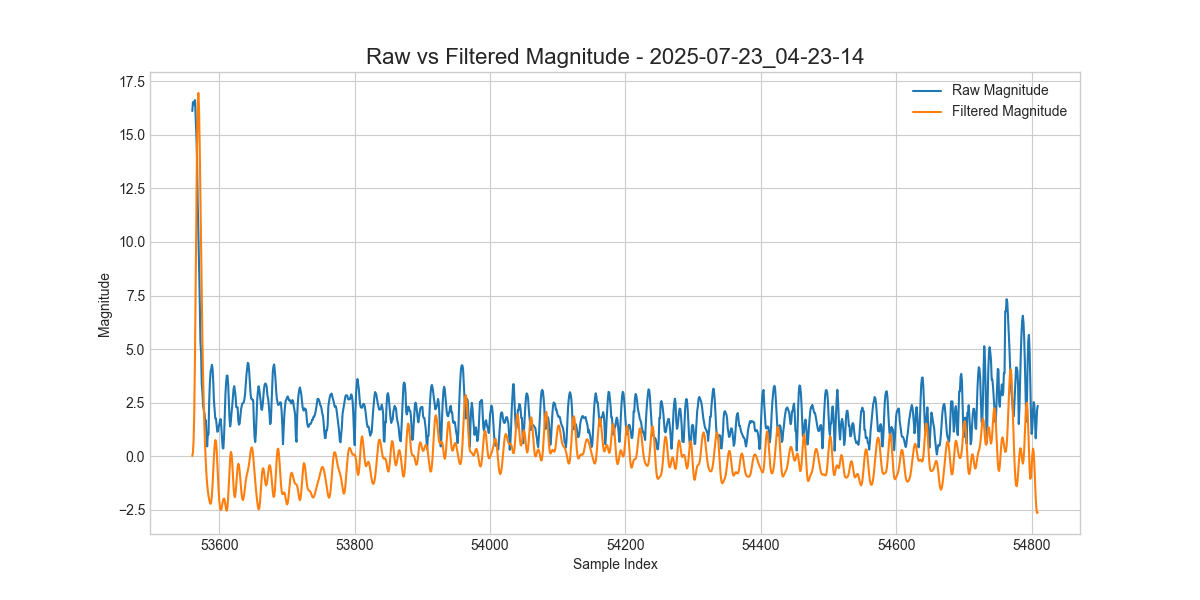 Raw vs Filtered Magnitude - 2025-07-23_04-23-14
Raw Magnitude
Filtered Magnitude
Magnitude
17.5
15.0
12.5
10.0
7.5
5.0
2.5
0.0
−2.5
53600 53800 54000 54200 54400 54600 54800
Sample Index